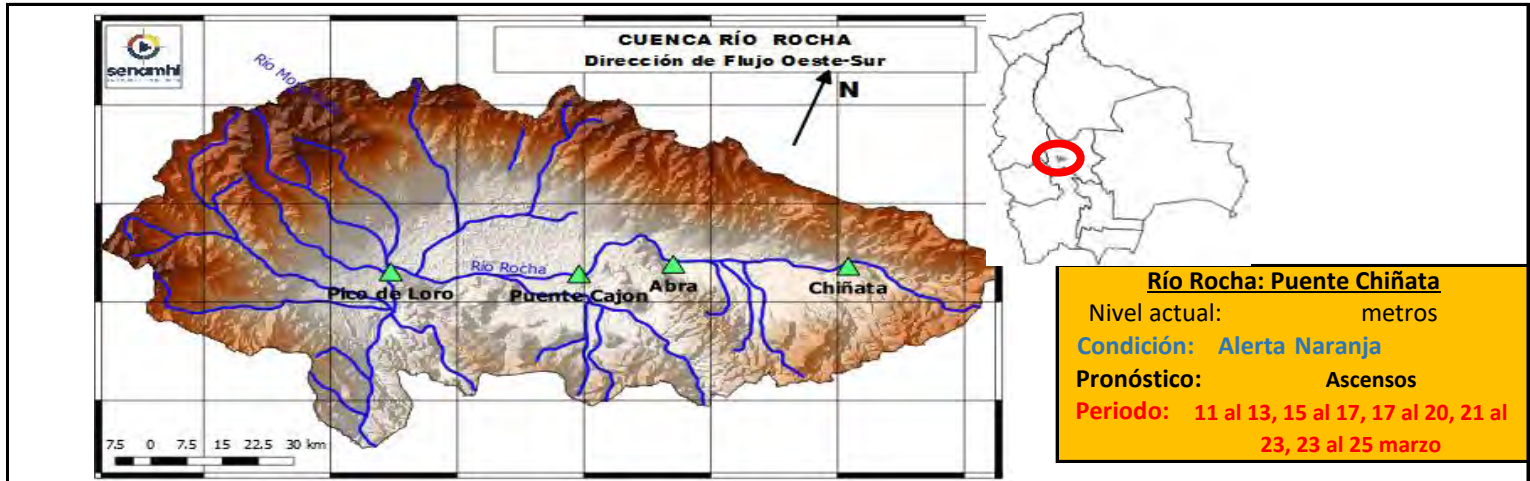 senamhi
CUENCA RÍO ROCHA
Dirección de Flujo Oeste-Sur
N
Río Rocha
Pico de Loro
Puente Cajon
Abra
Chiñata
7.5 0 7.5 15 22.5 30 km
Río Rocha: Puente Chiñata
Nivel actual: metros
Condición: Alerta Naranja
Pronóstico: Ascensos
Periodo: 11 al 13, 15 al 17, 17 al 20, 21 al
23, 23 al 25 marzo